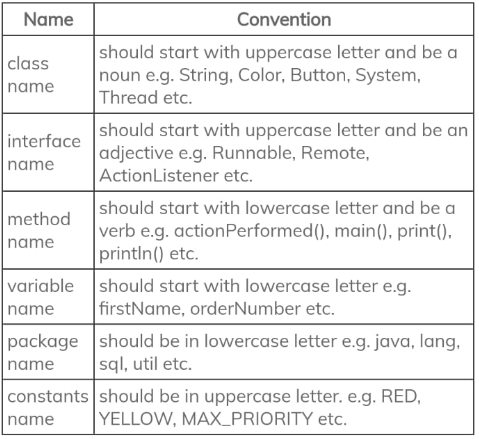 Name Convention
class name
should start with uppercase letter and be a
noun e.g. String, Color, Button, System,
Thread etc.
interface name
should start with uppercase letter and be an
adjective e.g. Runnable, Remote,
ActionListener etc.
method name
should start with lowercase letter and be a
verb e.g. actionPerformed(), main(), print(),
println() etc.
variable name
should start with lowercase letter e.g.
firstName, orderNumber etc.
package name
should be in lowercase letter e.g. java, lang,
sql, util etc.
constants name
should be in uppercase letter. e.g. RED,
YELLOW, MAX_PRIORITY etc.